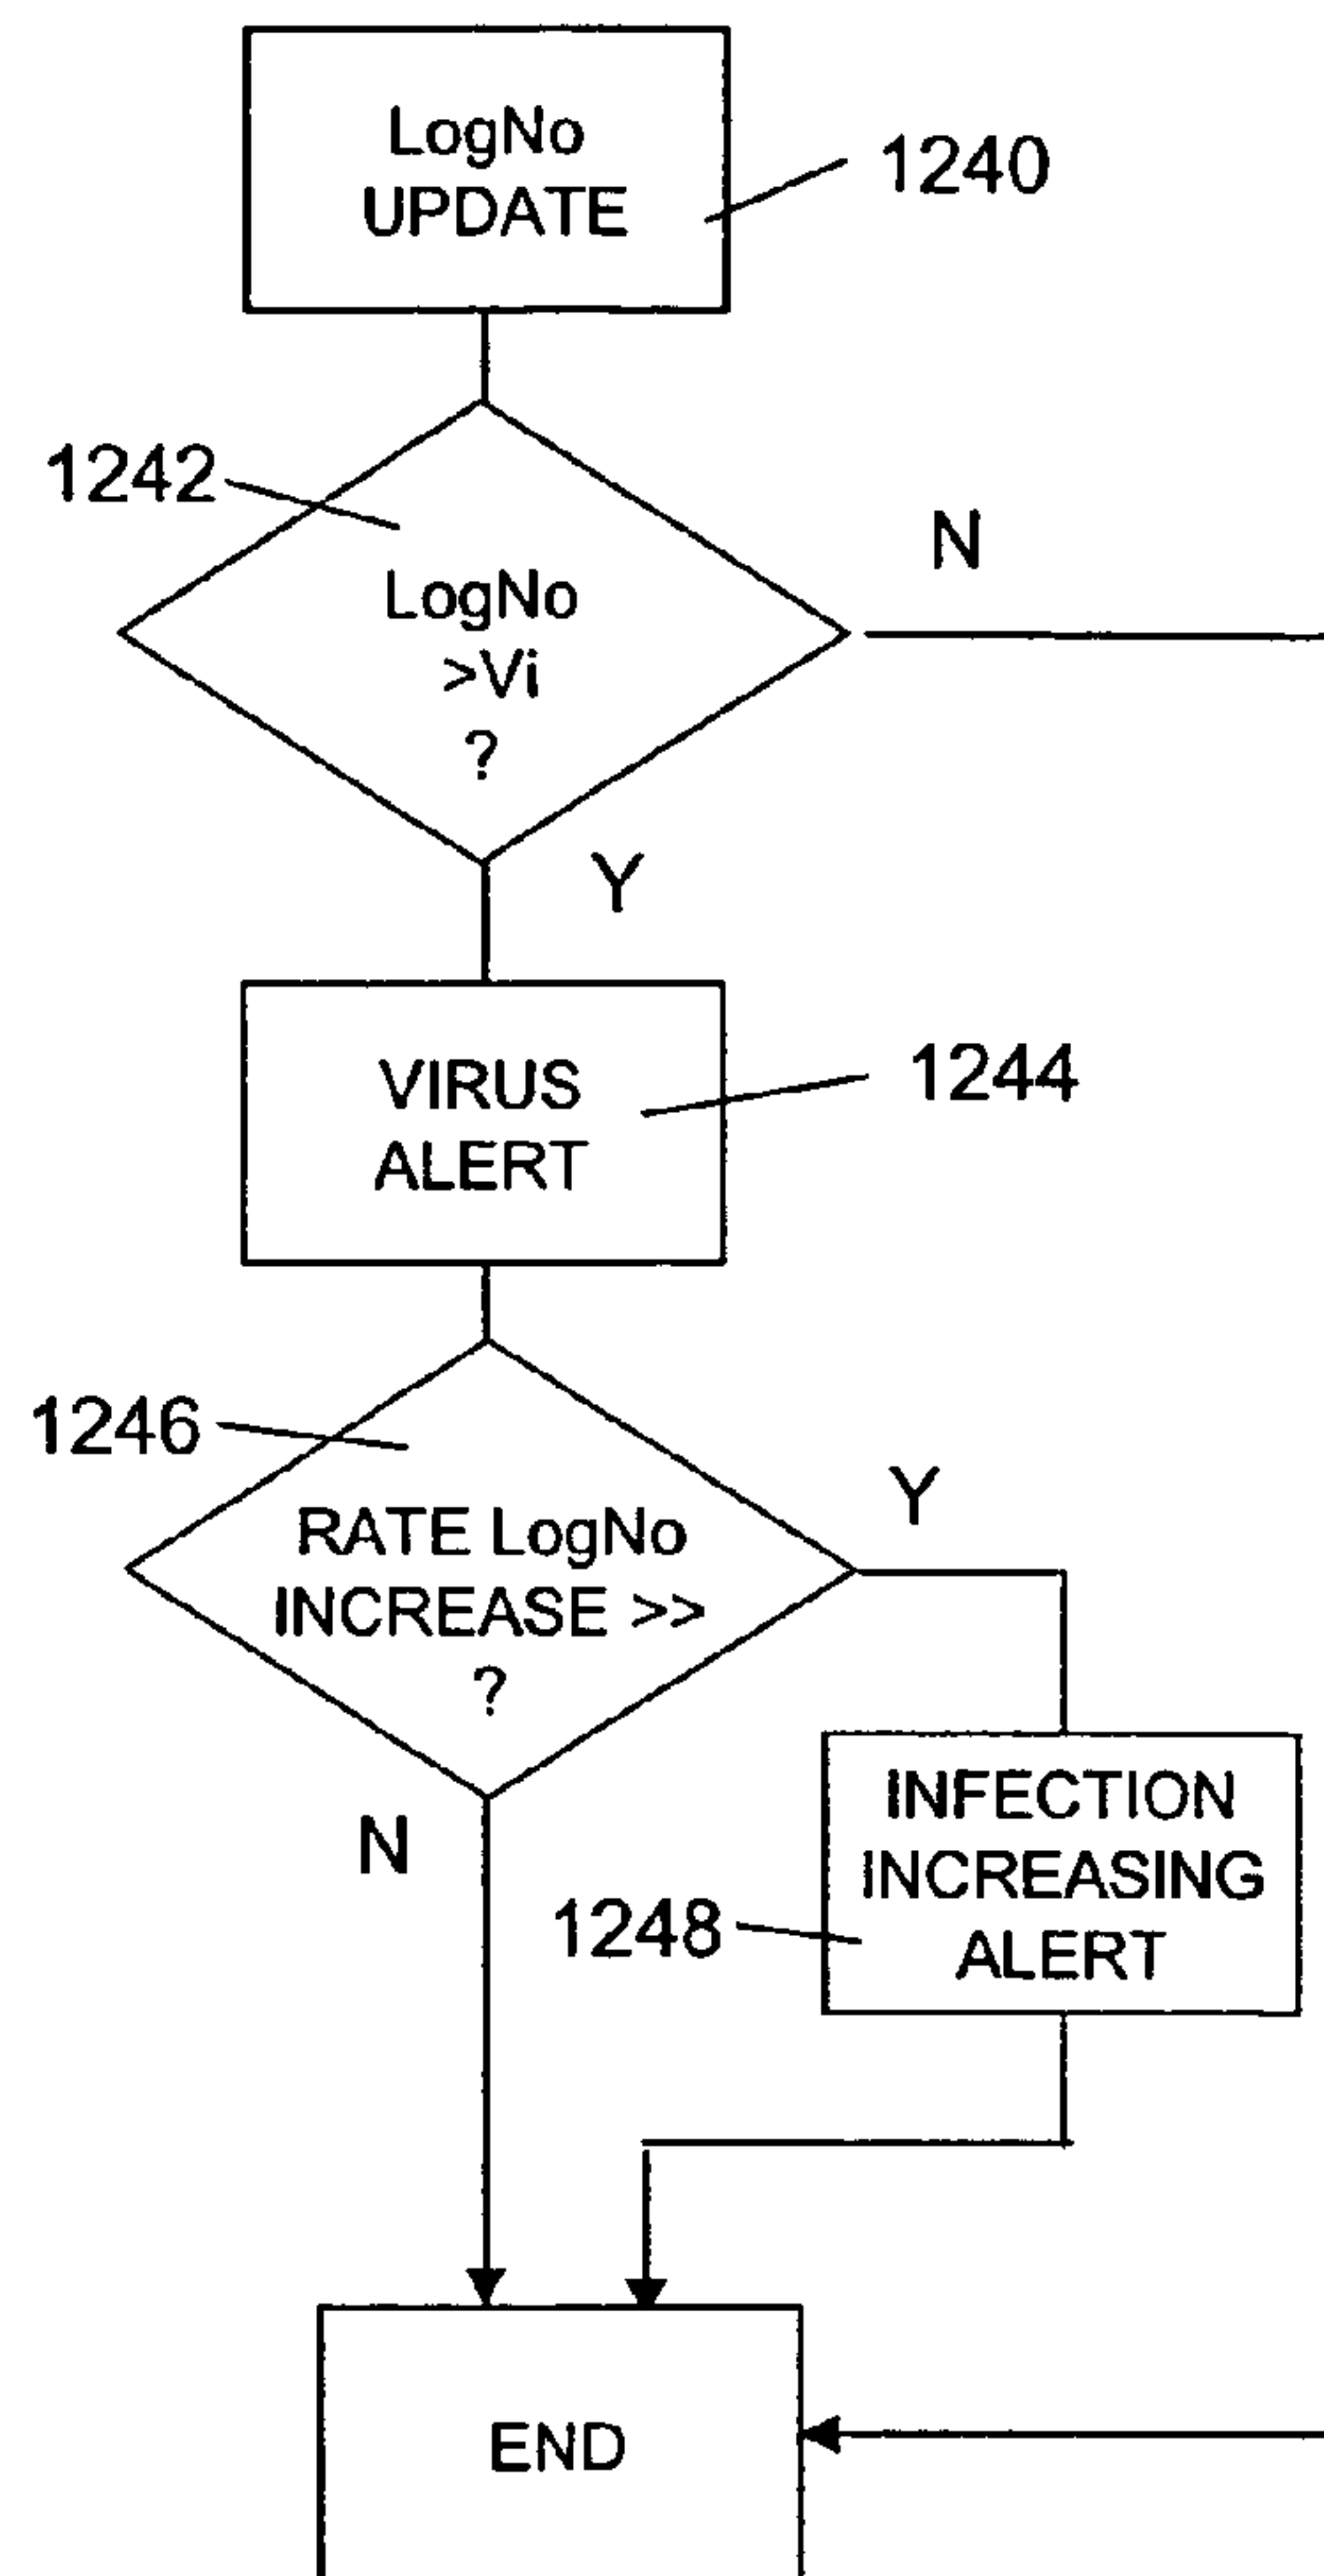 LogNo
UPDATE
1240
1242
LogNo
>Vi
?
N
Y
VIRUS
ALERT
1244
1246
RATE LogNo
INCREASE >>
?
Y
N
INFECTION
INCREASING
ALERT
1248
END